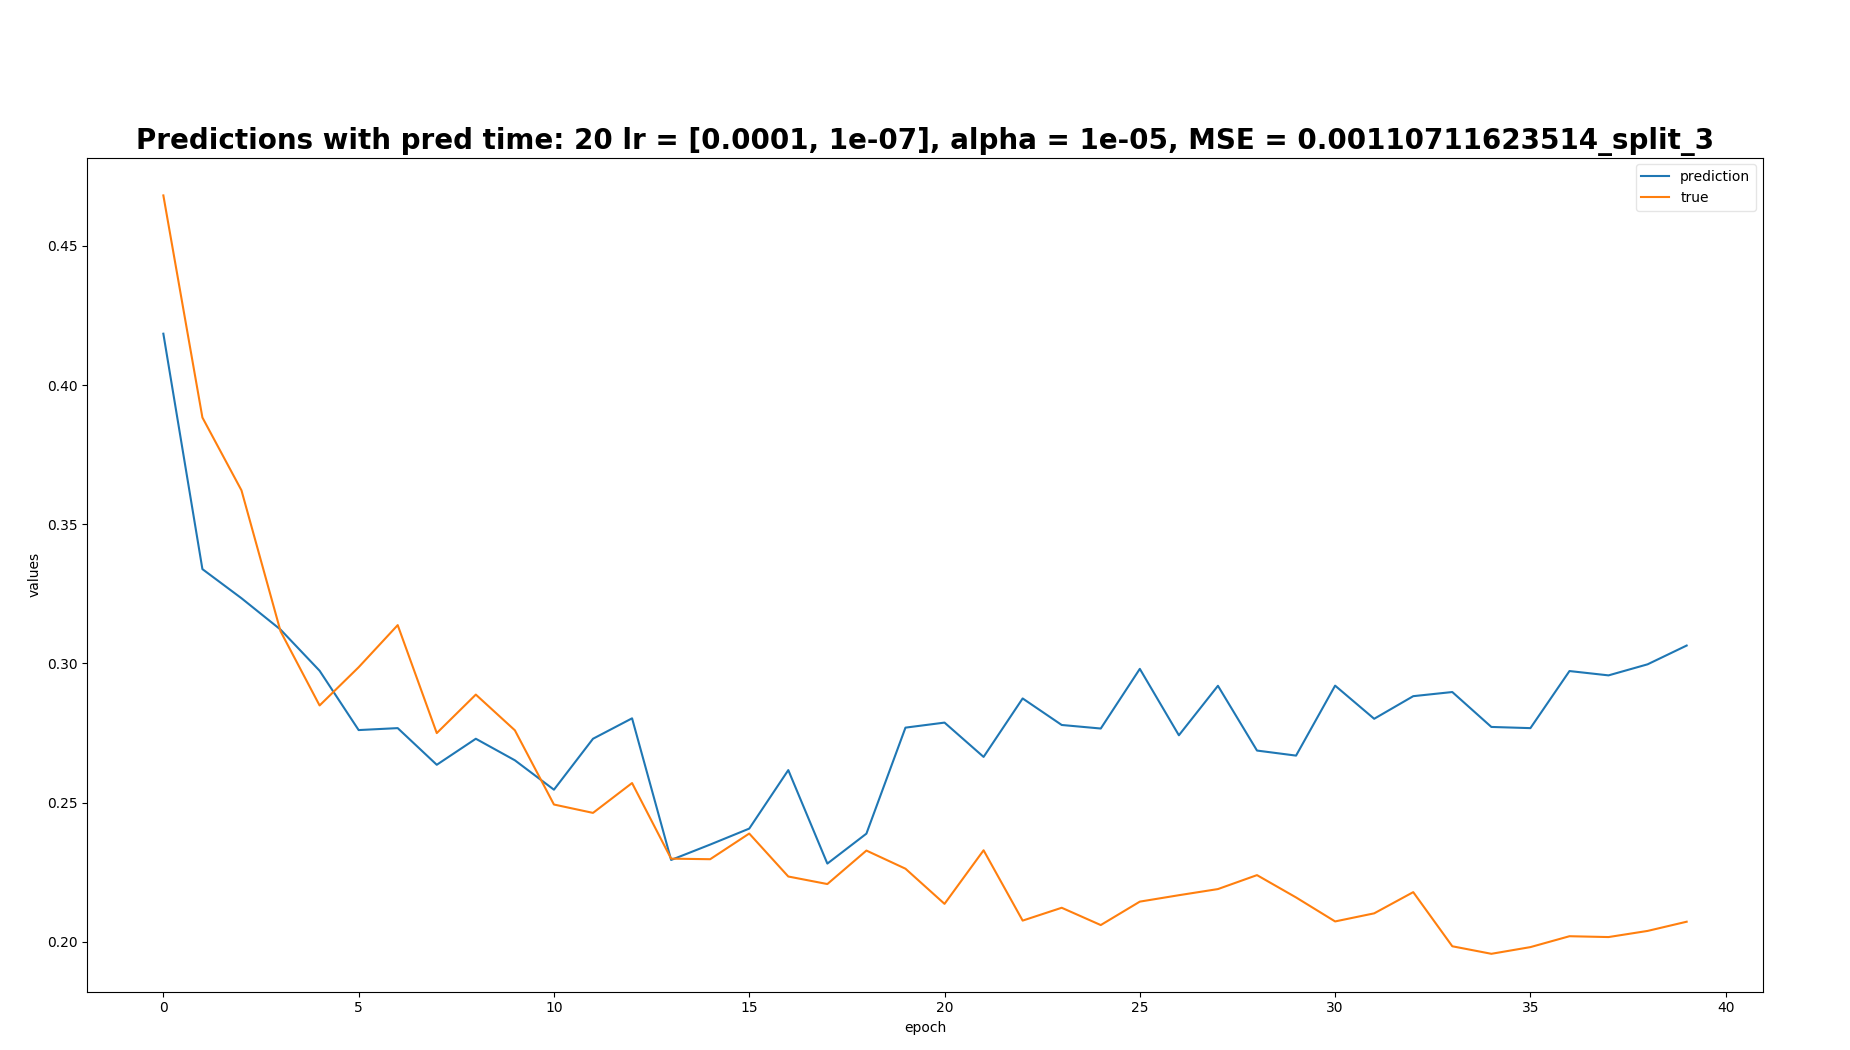 Predictions with pred time: 20 lr = [0.0001, 1e-07], alpha = 1e-05, MSE = 0.00110711623514_split_3
prediction
true
0.45
0.40
0.35
0.30
0.25
0.20
values
0 5 10 15 20 25 30 35 40
epoch